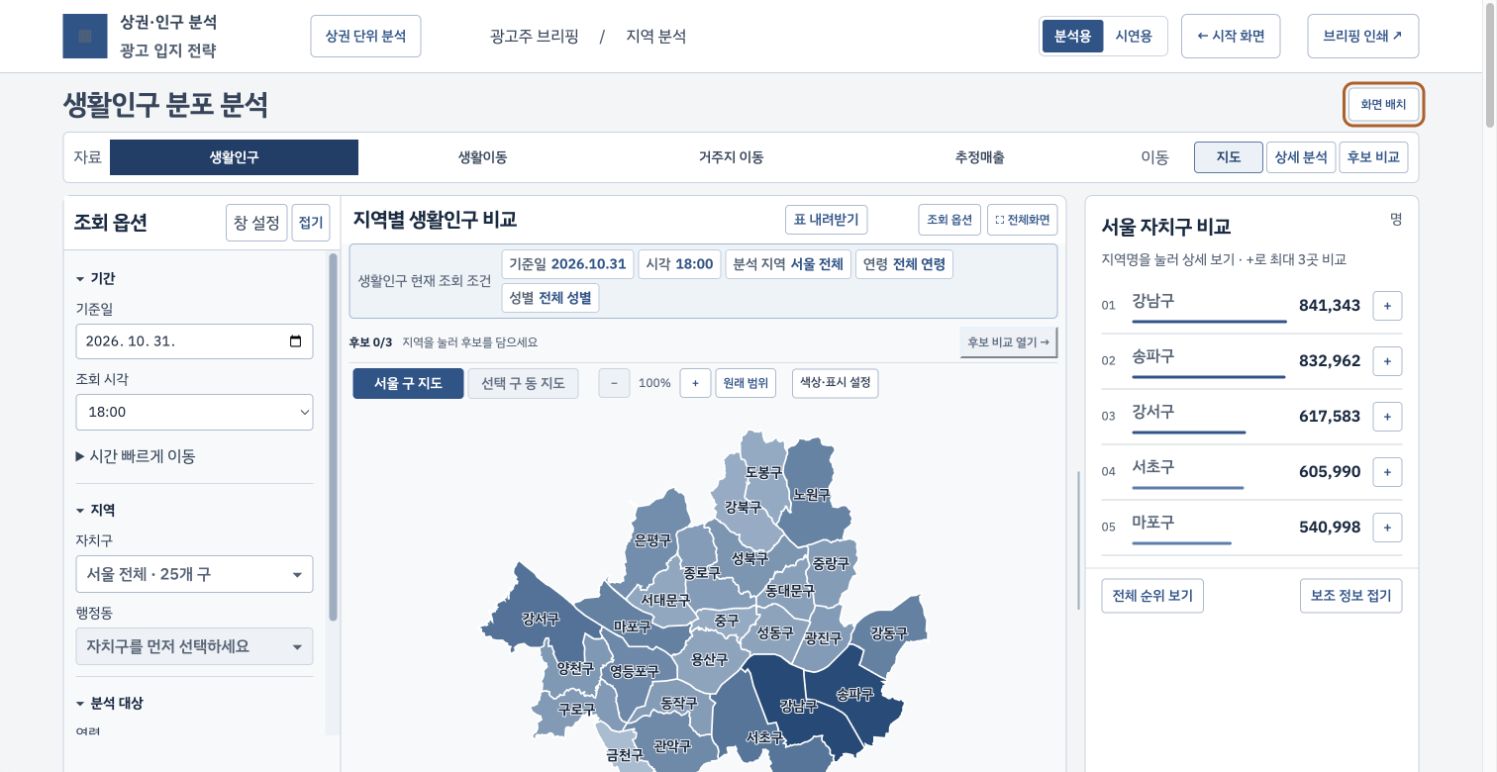 상권·인구 분석
광고 입지 전략
상권 단위 분석
광고주 브리핑 / 지역 분석
분석용 시연용
← 시작 화면
브리핑 인쇄 ↗
생활인구 분포 분석
화면 배치
자료 생활인구 생활이동 거주지 이동 추정매출 이동 지도 상세 분석 후보 비교
조회 옵션
창 설정
접기
기간
기준일
2026. 10. 31.
조회 시각
18:00
시간 빠르게 이동
지역
자치구
서울 전체 · 25개 구
행정동
자치구를 먼저 선택하세요
분석 대상
지역별 생활인구 비교
표 내려받기
조회 옵션
전체화면
생활인구 현재 조회 조건
기준일 2026.10.31
시각 18:00
분석 지역 서울 전체
연령 전체 연령
성별 전체 성별
후보 0/3 지역을 눌러 후보를 담으세요
후보 비교 열기 →
서울 구 지도
선택 구 동 지도
− 100% +
원래 범위
색상·표시 설정
도봉구
노원구
강북구
은평구
성북구
중랑구
종로구
동대문구
서대문구
강서구
마포구
중구
성동구
광진구
강동구
양천구
영등포구
용산구
송파구
구로구
동작구
강남구
서초구
관악구
금천구
서울 자치구 비교
명
지역명을 눌러 상세 보기 · +로 최대 3곳 비교
01 강남구 841,343 +
02 송파구 832,962 +
03 강서구 617,583 +
04 서초구 605,990 +
05 마포구 540,998 +
전체 순위 보기
보조 정보 접기